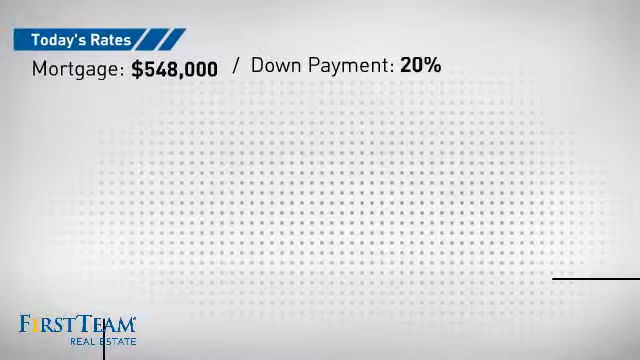 Today's Rates
Mortgage: $548,000 / Down Payment: 20%
FIRSTTEAM®
REAL ESTATE